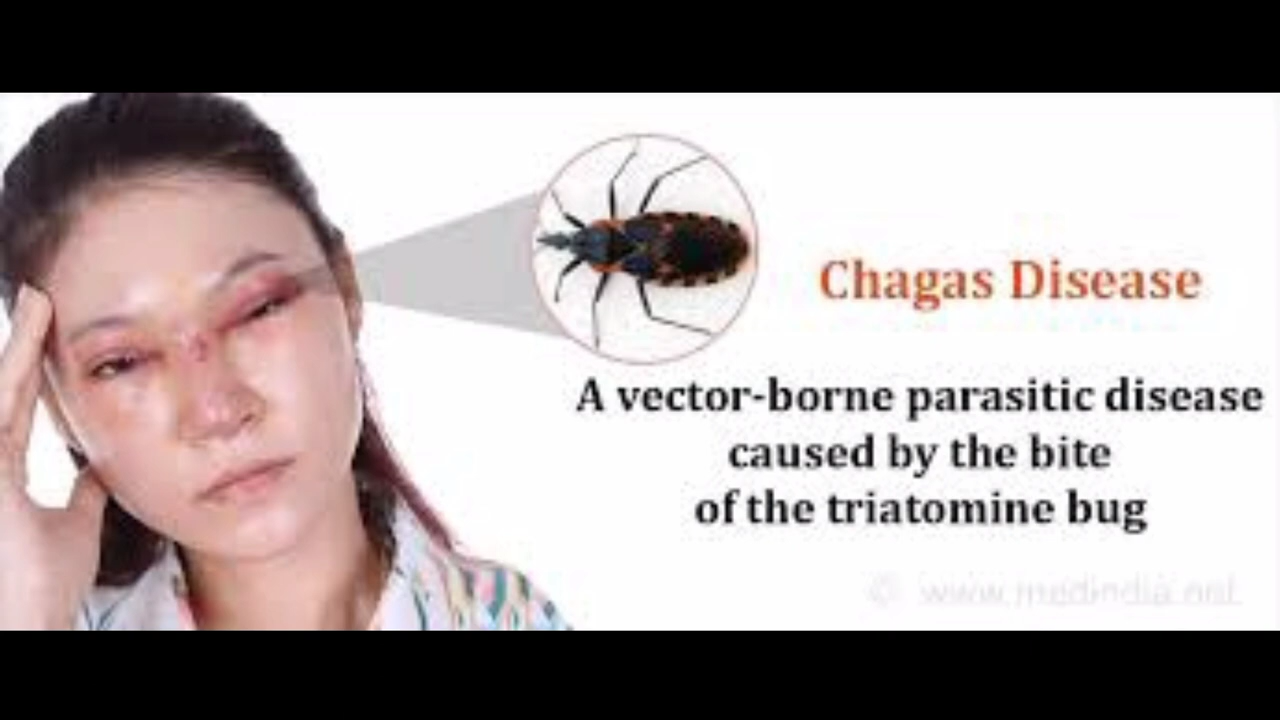 Chagas Disease
A vector-borne parasitic disease
caused by the bite
of the triatomine bug
© www.medindia.net